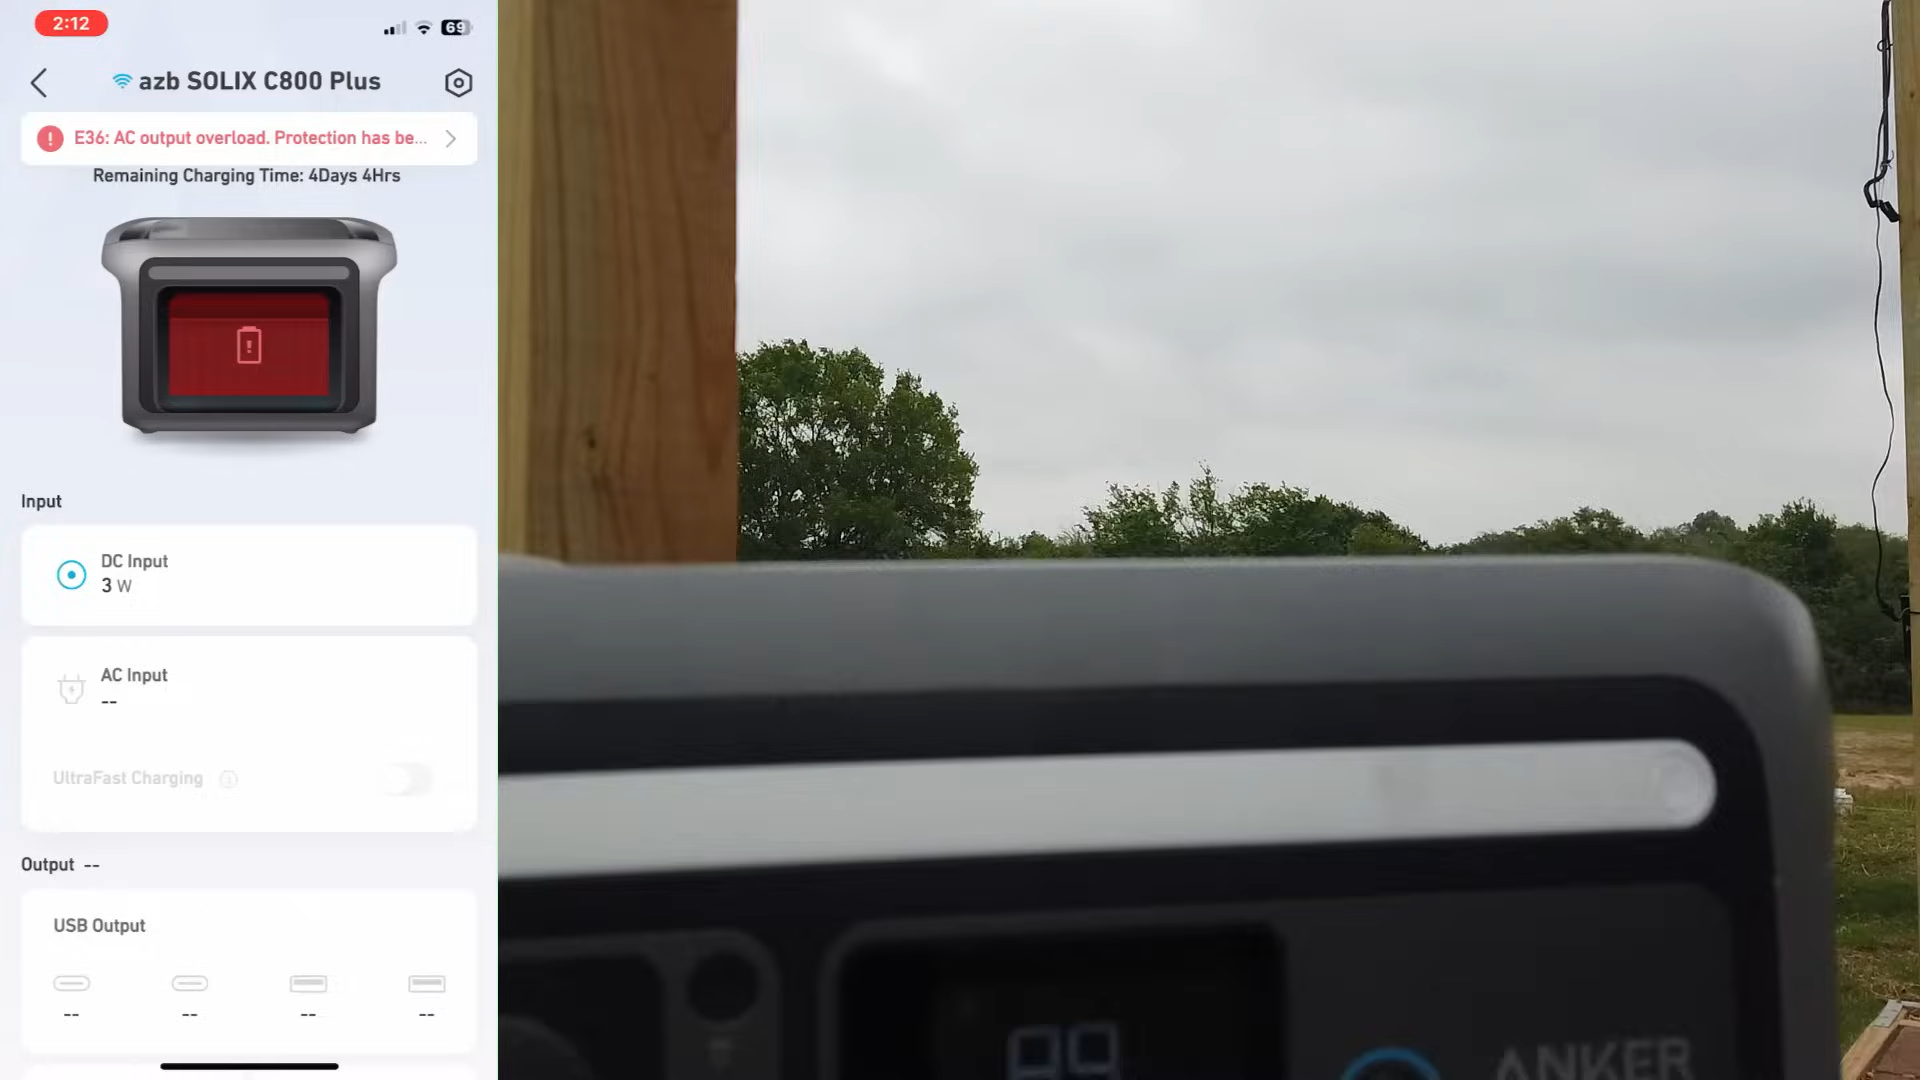 2:12
69
azb SOLIX C800 Plus
E36: AC output overload. Protection has be...
Remaining Charging Time: 4Days 4Hrs
Input
DC Input
3 W
AC Input
--
UltraFast Charging
Output --
USB Output
-- -- -- --
ANKER